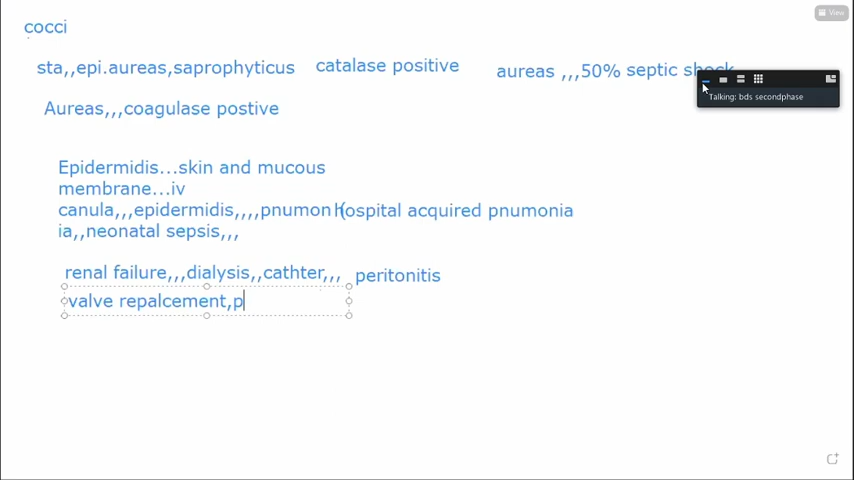 View
cocci
sta,,epi.aureas,saprophyticus catalase positive aureas ,,,50% septic shock
Talking: bds secondphase
Aureas,,,coagulase postive
Epidermidis...skin and mucous
membrane...iv
canula,,,epidermidis,,,,pnumon hospital acquired pnumonia
ia,,neonatal sepsis,,,
renal failure,,,dialysis,,cathter,,, peritonitis
valve repalcement,p